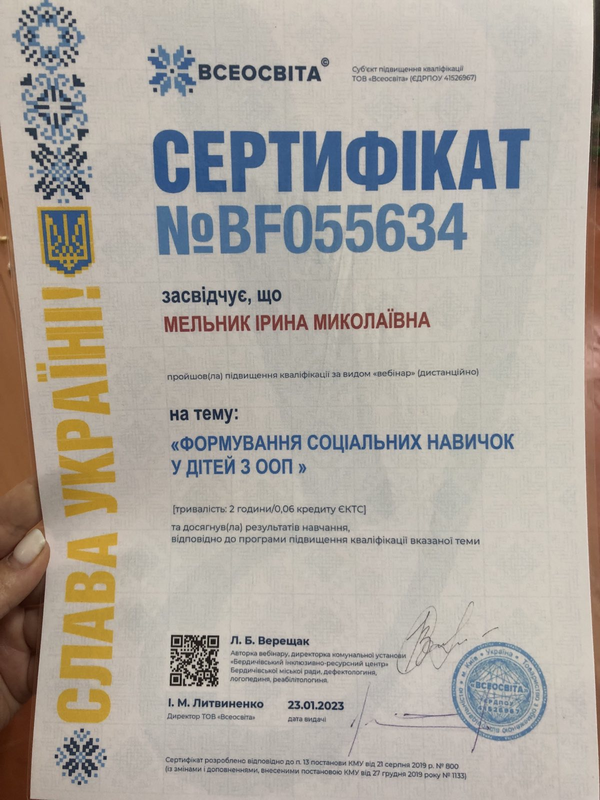 ВСЕОСВІТА©
Суб'єкт підвищення кваліфікації
ТОВ «Всеосвіта» (ЄДРПОУ 41526967)
СЕРТИФІКАТ
№BF055634
засвідчує, що
МЕЛЬНИК ІРИНА МИКОЛАЇВНА
пройшов(ла) підвищення кваліфікації за видом «вебінар» (дистанційно)
на тему:
«ФОРМУВАННЯ СОЦІАЛЬНИХ НАВИЧОК
У ДІТЕЙ З ООП »
[тривалість: 2 години/0,06 кредиту ЄКТС]
та досягнув(ла) результатів навчання,
відповідно до програми підвищення кваліфікації вказаної теми
Л. Б. Верещак
Авторка вебінару, директорка комунальної установи
«Бердичівський інклюзивно-ресурсний центр»
Бердичівської міської ради, дефектологиня,
логопединя, реабілітологиня.
І. М. Литвиненко
Директор ТОВ «Всеосвіта»
23.01.2023
дата видачі
Сертифікат розроблено відповідно до п. 13 постанови КМУ від 21 серпня 2019 р. № 800
(із змінами і доповненнями, внесеними постановою КМУ від 27 грудня 2019 року № 1133)
СЛАВА УКРАЇНІ!
«ВСЕОСВІТА»
ЄДРПОУ
41526967
Україна
м. Київ